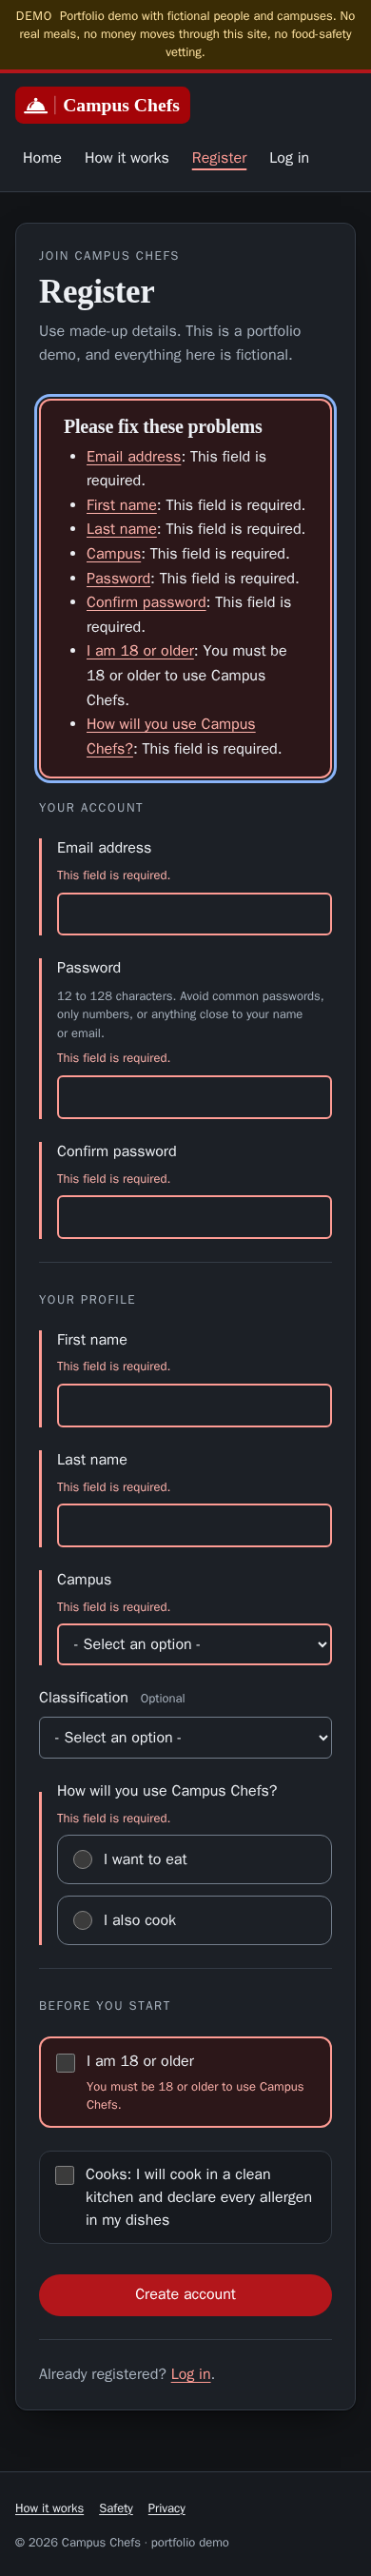 DEMO Portfolio demo with fictional people and campuses. No
real meals, no money moves through this site, no food-safety
vetting.
Campus Chefs
Home How it works Register Log in
JOIN CAMPUS CHEFS
Register
Use made-up details. This is a portfolio
demo, and everything here is fictional.
Please fix these problems
• Email address: This field is
required.
• First name: This field is required.
• Last name: This field is required.
• Campus: This field is required.
• Password: This field is required.
• Confirm password: This field is
required.
• I am 18 or older: You must be
18 or older to use Campus
Chefs.
• How will you use Campus
Chefs?: This field is required.
YOUR ACCOUNT
Email address
This field is required.
Password
12 to 128 characters. Avoid common passwords,
only numbers, or anything close to your name
or email.
This field is required.
Confirm password
This field is required.
YOUR PROFILE
First name
This field is required.
Last name
This field is required.
Campus
This field is required.
- Select an option -
Classification Optional
- Select an option -
How will you use Campus Chefs?
This field is required.
I want to eat
I also cook
BEFORE YOU START
I am 18 or older
You must be 18 or older to use Campus
Chefs.
Cooks: I will cook in a clean
kitchen and declare every allergen
in my dishes
Create account
Already registered? Log in.
How it works Safety Privacy
© 2026 Campus Chefs · portfolio demo